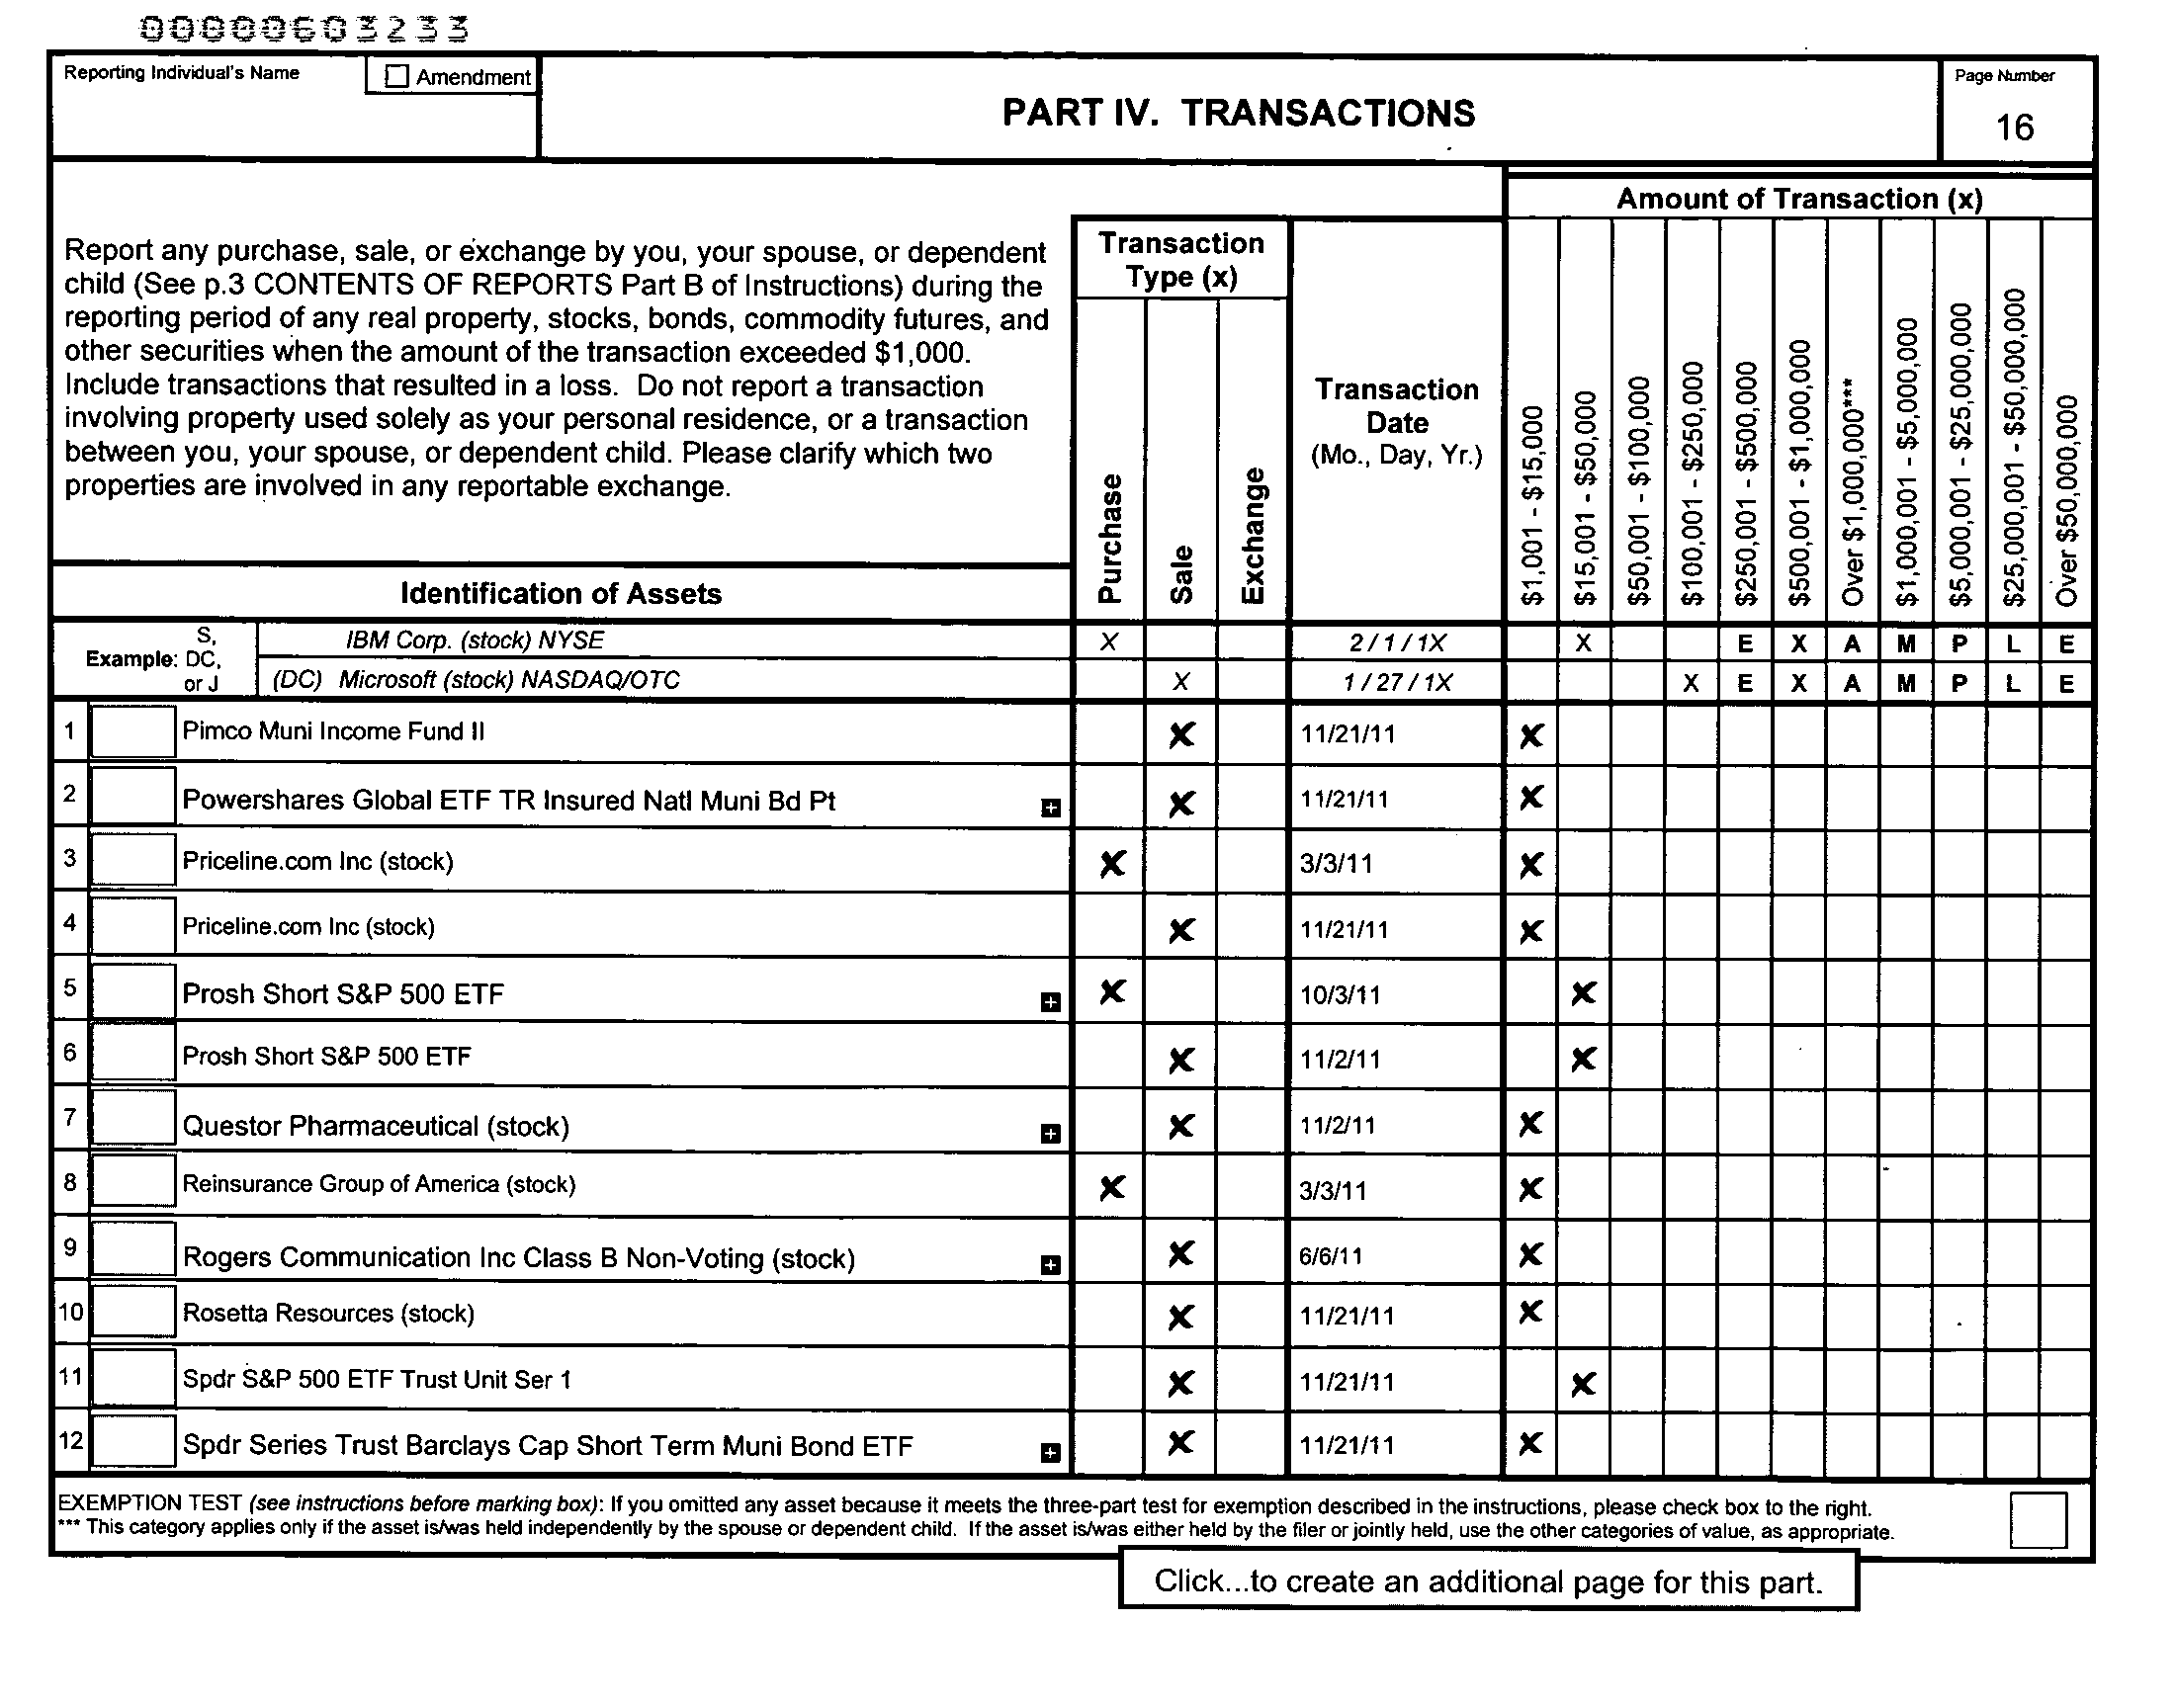 00000603233
Reporting Individual's Name
Amendment
PART IV. TRANSACTIONS
Page Number
16
Report any purchase, sale, or exchange by you, your spouse, or dependent
child (See p.3 CONTENTS OF REPORTS Part B of Instructions) during the
reporting period of any real property, stocks, bonds, commodity futures, and
other securities when the amount of the transaction exceeded $1,000.
Include transactions that resulted in a loss. Do not report a transaction
involving property used solely as your personal residence, or a transaction
between you, your spouse, or dependent child. Please clarify which two
properties are involved in any reportable exchange.
Identification of Assets
Transaction
Type (x)
Purchase
Sale
Exchange
Transaction
Date
(Mo., Day, Yr.)
Amount of Transaction (x)
$1,001 - $15,000
$15,001 - $50,000
$50,001 - $100,000
$100,001 - $250,000
$250,001 - $500,000
$500,001 - $1,000,000
Over $1,000,000***
$1,000,001 - $5,000,000
$5,000,001 - $25,000,000
$25,000,001 - $50,000,000
Over $50,000,000
Example: S, DC, or J
IBM Corp. (stock) NYSE X 2 / 1 / 1X X E X A M P L E
(DC) Microsoft (stock) NASDAQ/OTC X 1 / 27 / 1X X E X A M P L E
1 Pimco Muni Income Fund II X 11/21/11 X
2 Powershares Global ETF TR Insured Natl Muni Bd Pt + X 11/21/11 X
3 Priceline.com Inc (stock) X 3/3/11 X
4 Priceline.com Inc (stock) X 11/21/11 X
5 Prosh Short S&P 500 ETF + X 10/3/11 X
6 Prosh Short S&P 500 ETF X 11/2/11 X
7 Questor Pharmaceutical (stock) + X 11/2/11 X
8 Reinsurance Group of America (stock) X 3/3/11 X
9 Rogers Communication Inc Class B Non-Voting (stock) + X 6/6/11 X
10 Rosetta Resources (stock) X 11/21/11 X
11 Spdr S&P 500 ETF Trust Unit Ser 1 X 11/21/11 X
12 Spdr Series Trust Barclays Cap Short Term Muni Bond ETF + X 11/21/11 X
EXEMPTION TEST (see instructions before marking box): If you omitted any asset because it meets the three-part test for exemption described in the instructions, please check box to the right.
*** This category applies only if the asset is/was held independently by the spouse or dependent child. If the asset is/was either held by the filer or jointly held, use the other categories of value, as appropriate.
Click...to create an additional page for this part.